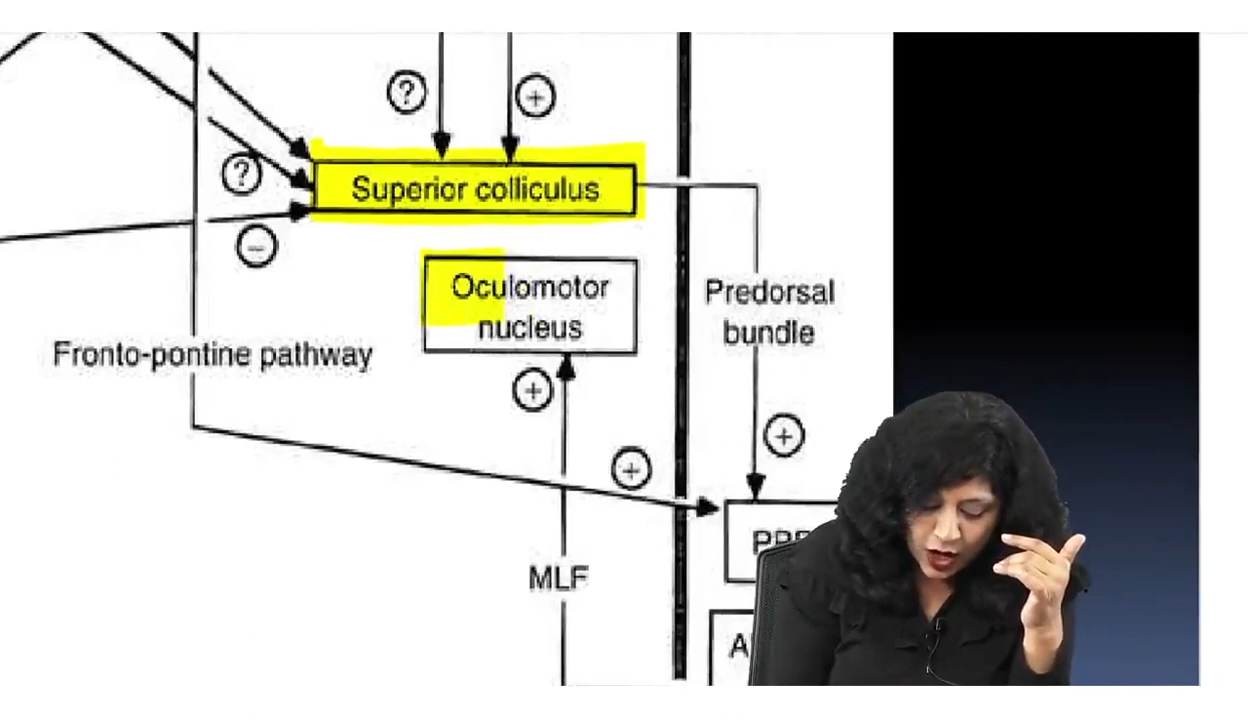 ?
+
?
Superior colliculus
−
Oculomotor
nucleus
Predorsal
bundle
Fronto-pontine pathway
+
+
+
MLF